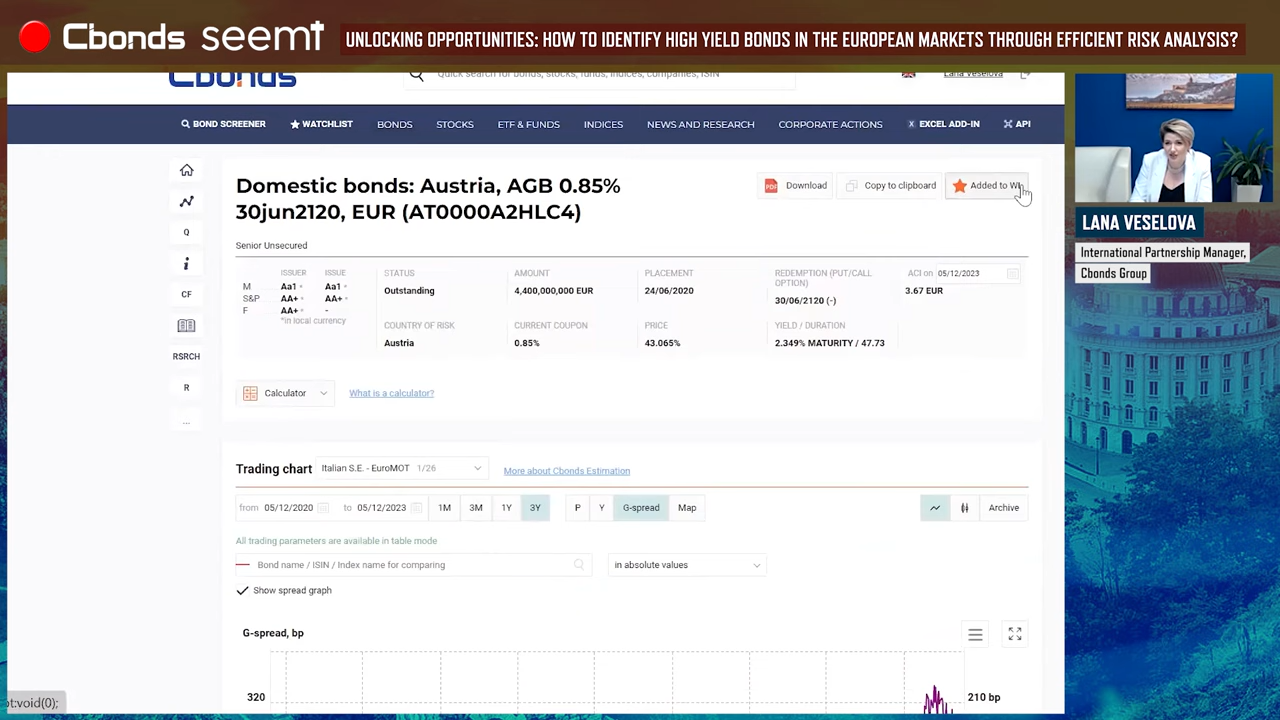 Cbonds seemt UNLOCKING OPPORTUNITIES: HOW TO IDENTIFY HIGH YIELD BONDS IN THE EUROPEAN MARKETS THROUGH EFFICIENT RISK ANALYSIS?
Cbonds Quick search for bonds, stocks, funds, indices, companies, ISIN Lana Veselova
BOND SCREENER WATCHLIST BONDS STOCKS ETF & FUNDS INDICES NEWS AND RESEARCH CORPORATE ACTIONS EXCEL ADD-IN API
Domestic bonds: Austria, AGB 0.85%
30jun2120, EUR (AT0000A2HLC4)
PDF Download Copy to clipboard Added to WL
Q
i
CF
RSRCH
R
...
Senior Unsecured
ISSUER ISSUE
M Aa1 Aa1
S&P AA+ AA+
F AA+ -
*in local currency
STATUS
Outstanding
AMOUNT
4,400,000,000 EUR
PLACEMENT
24/06/2020
REDEMPTION (PUT/CALL
OPTION)
30/06/2120 (-)
ACI on 05/12/2023
3.67 EUR
COUNTRY OF RISK
Austria
CURRENT COUPON
0.85%
PRICE
43.065%
YIELD / DURATION
2.349% MATURITY / 47.73
Calculator What is a calculator?
Trading chart Italian S.E. - EuroMOT 1/26 More about Cbonds Estimation
from 05/12/2020 to 05/12/2023 1M 3M 1Y 3Y P Y G-spread Map Archive
All trading parameters are available in table mode
Bond name / ISIN / Index name for comparing in absolute values
Show spread graph
G-spread, bp
320 210 bp
ot:void(0);
LANA VESELOVA
International Partnership Manager,
Cbonds Group